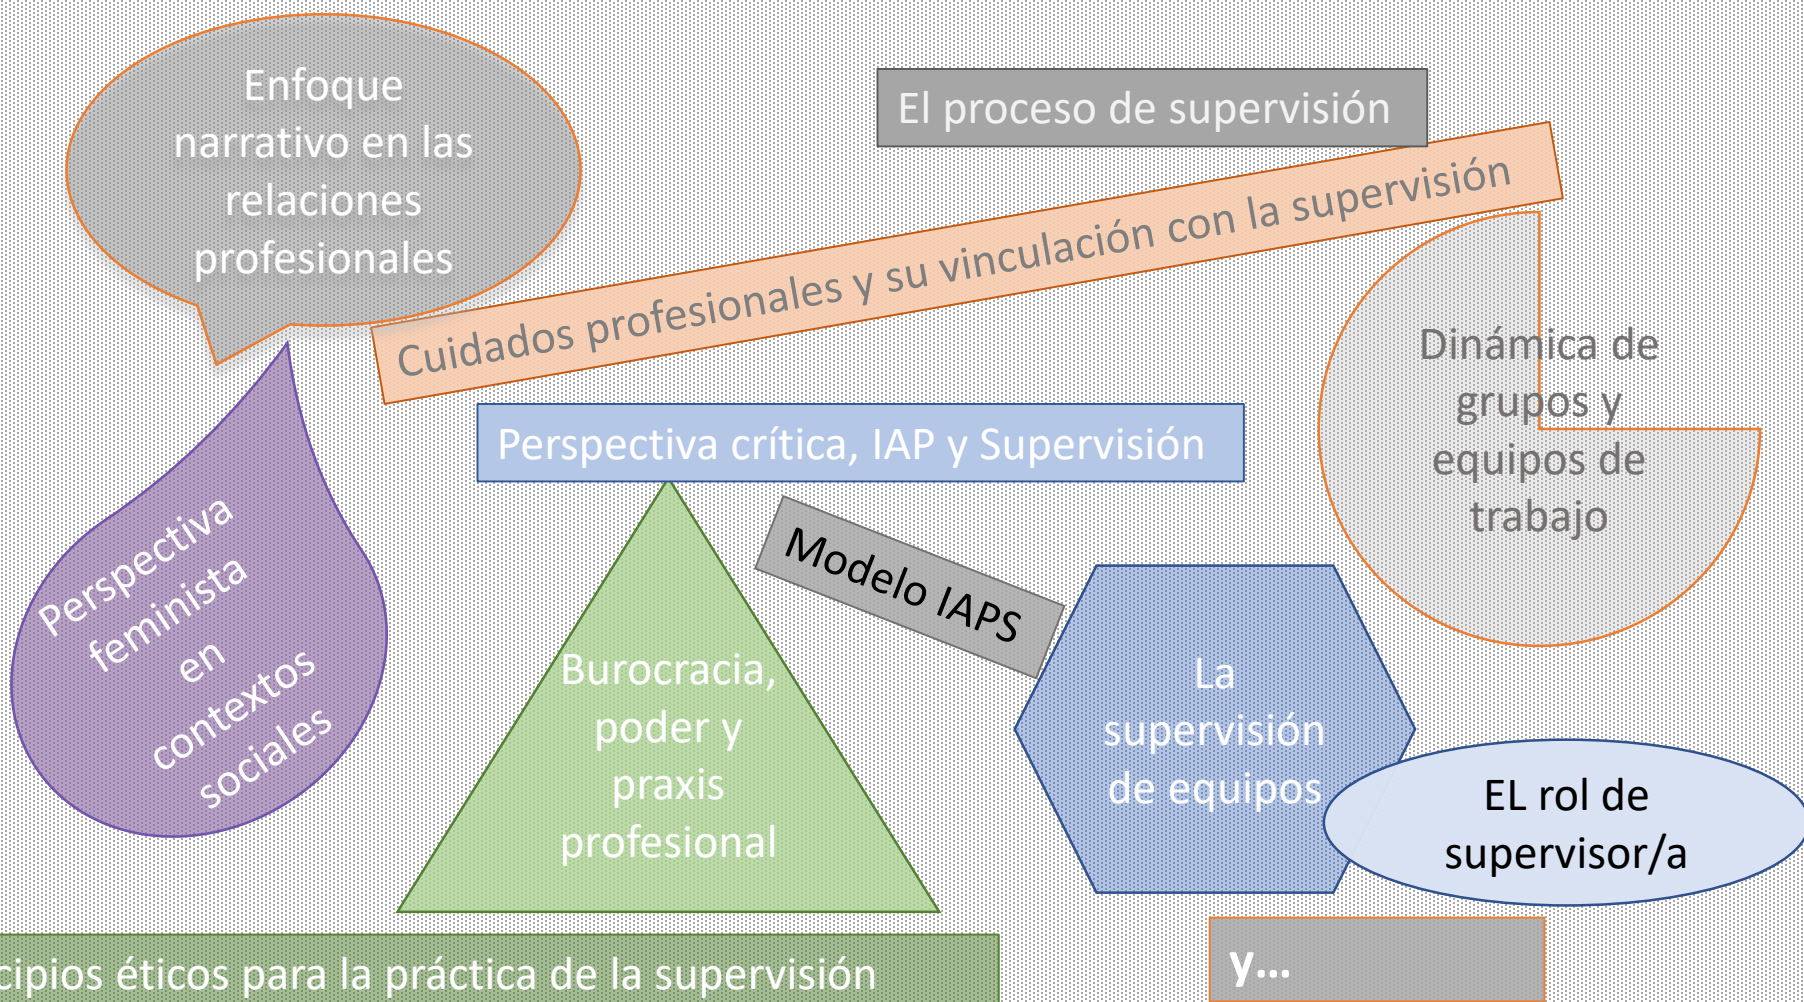 Enfoque
narrativo en las
relaciones
profesionales
El proceso de supervisión
Cuidados profesionales y su vinculación con la supervisión
Dinámica de
grupos y
equipos de
trabajo
Perspectiva crítica, IAP y Supervisión
Perspectiva
feminista
en
contextos
sociales
Modelo IAPS
Burocracia,
poder y
praxis
profesional
La
supervisión
de equipos
EL rol de
supervisor/a
éticos para la práctica de la supervisión
y...